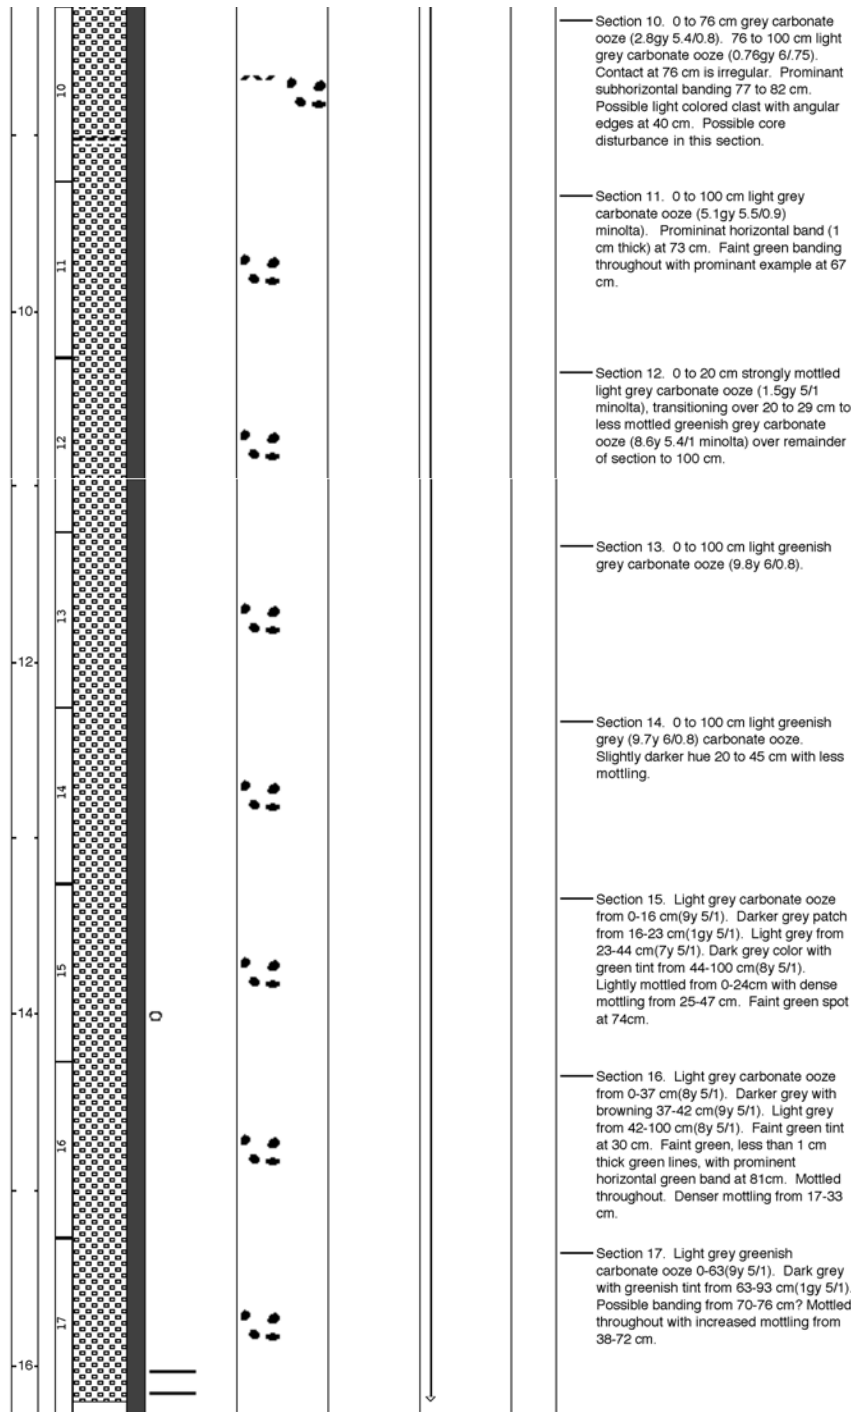 Section 10. 0 to 76 cm grey carbonate
ooze (2.8gy 5.4/0.8). 76 to 100 cm light
grey carbonate ooze (0.76gy 6/.75).
Contact at 76 cm is irregular. Prominant
subhorizontal banding 77 to 82 cm.
Possible light colored clast with angular
edges at 40 cm. Possible core
disturbance in this section.
10
Section 11. 0 to 100 cm light grey
carbonate ooze (5.1gy 5.5/0.9)
minolta). Promininat horizontal band (1
cm thick) at 73 cm. Faint green banding
throughout with prominant example at 67
cm.
11
-10-
Section 12. 0 to 20 cm strongly mottled
light grey carbonate ooze (1.5gy 5/1
minolta), transitioning over 20 to 29 cm to
less mottled greenish grey carbonate
ooze (8.6y 5.4/1 minolta) over remainder
of section to 100 cm.
12
Section 13. 0 to 100 cm light greenish
grey carbonate ooze (9.8y 6/0.8).
13
-12-
Section 14. 0 to 100 cm light greenish
grey (9.7y 6/0.8) carbonate ooze.
Slightly darker hue 20 to 45 cm with less
mottling.
14
Section 15. Light grey carbonate ooze
from 0-16 cm(9y 5/1). Darker grey patch
from 16-23 cm(1gy 5/1). Light grey from
23-44 cm(7y 5/1). Dark grey color with
green tint from 44-100 cm(8y 5/1).
Lightly mottled from 0-24cm with dense
mottling from 25-47 cm. Faint green spot
at 74cm.
15
-14-
Section 16. Light grey carbonate ooze
from 0-37 cm(8y 5/1). Darker grey with
browning 37-42 cm(9y 5/1). Light grey
from 42-100 cm(8y 5/1). Faint green tint
at 30 cm. Faint green, less than 1 cm
thick green lines, with prominent
horizontal green band at 81cm. Mottled
throughout. Denser mottling from 17-33
cm.
16
Section 17. Light grey greenish
carbonate ooze 0-63(9y 5/1). Dark grey
with greenish tint from 63-93 cm(1gy 5/1).
Possible banding from 70-76 cm? Mottled
throughout with increased mottling from
38-72 cm.
17
-16-